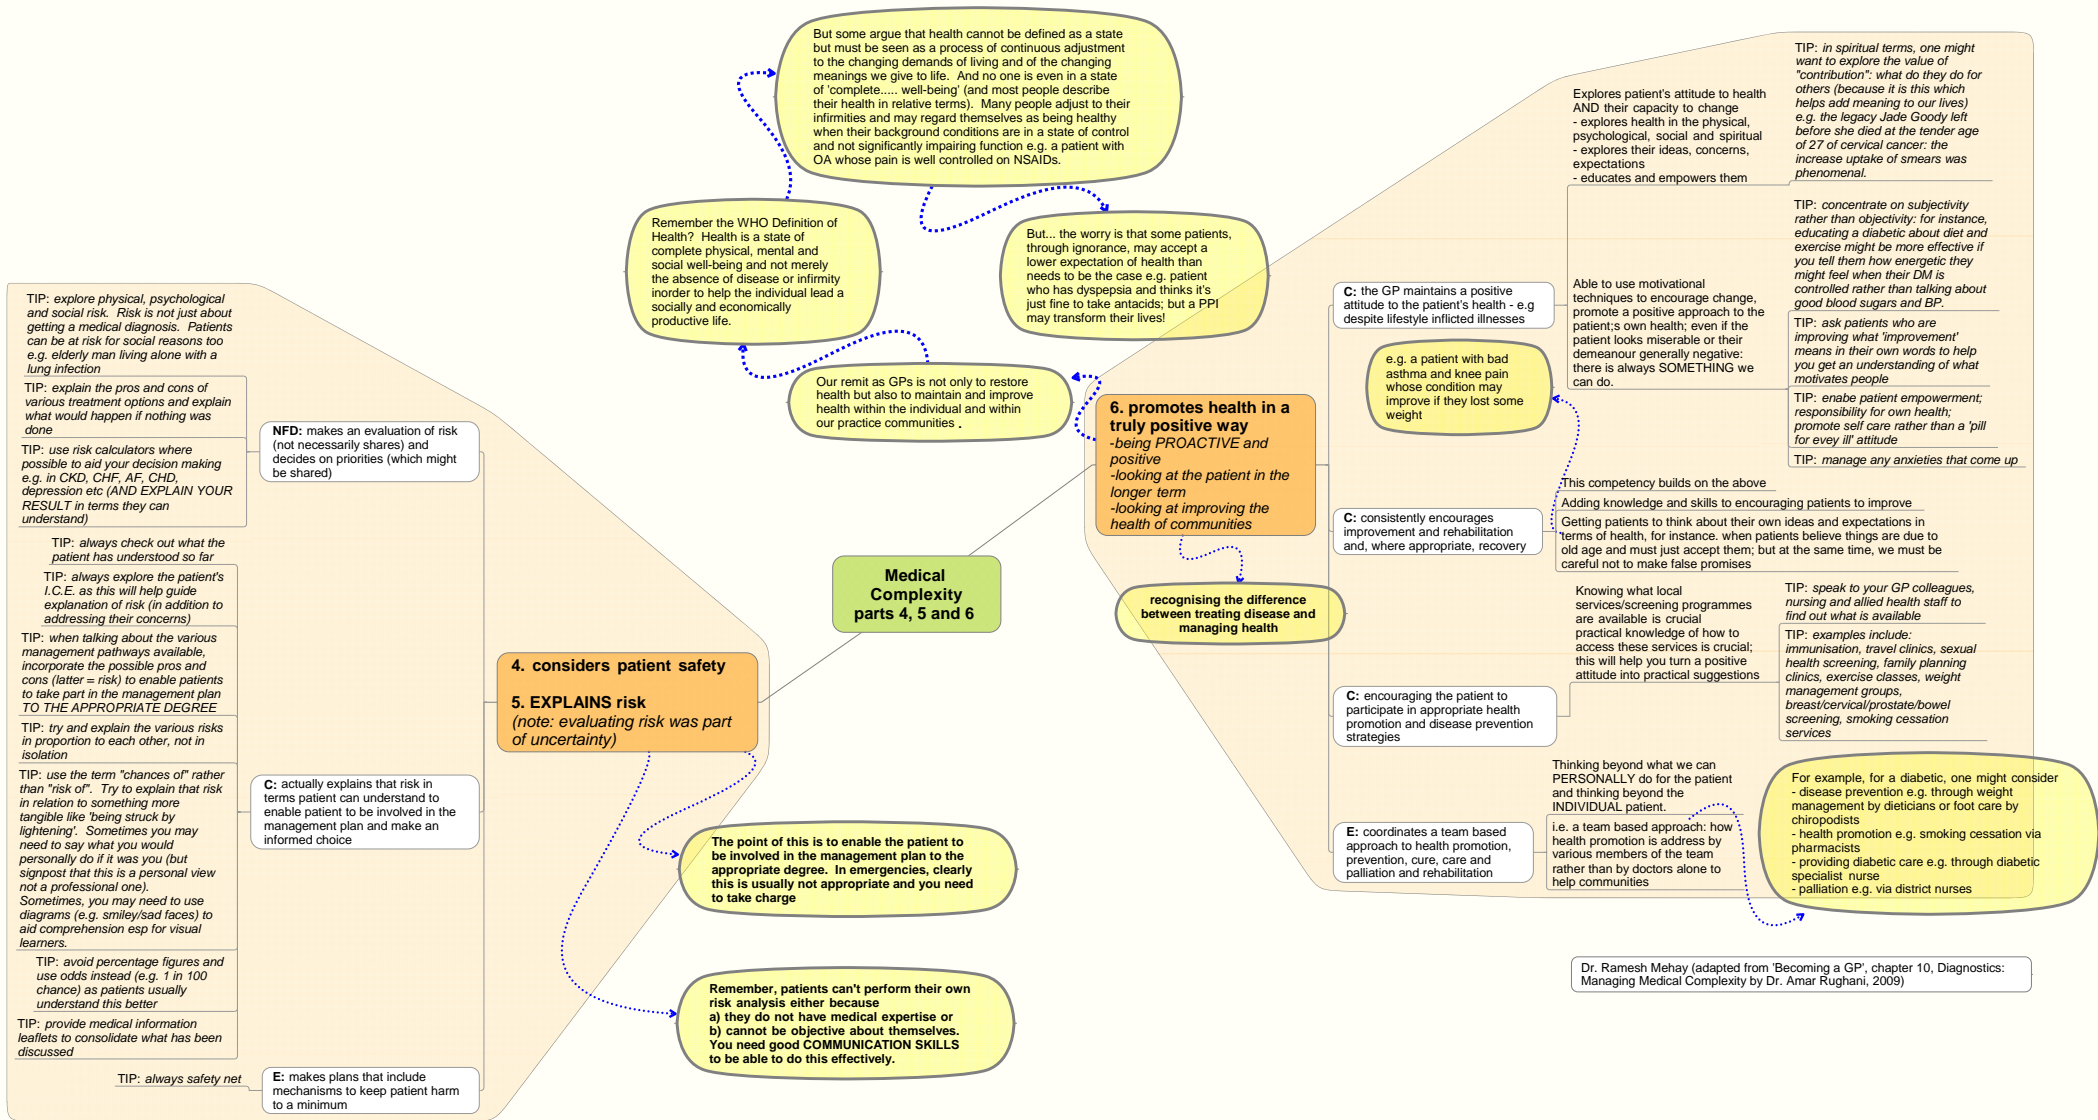 But some argue that health cannot be defined as a state
but must be seen as a process of continuous adjustment
to the changing demands of living and of the changing
meanings we give to life.  And no one is even in a state
of 'complete..... well-being' (and most people describe
their health in relative terms).  Many people adjust to their
infirmities and may regard themselves as being healthy
when their background conditions are in a state of control
and not significantly impairing function e.g. a patient with
OA whose pain is well controlled on NSAIDs.
Remember the WHO Definition of
Health?  Health is a state of
complete physical, mental and
social well-being and not merely
the absence of disease or infirmity
inorder to help the individual lead a
socially and economically
productive life.
But... the worry is that some patients,
through ignorance, may accept a
lower expectation of health than
needs to be the case e.g. patient
who has dyspepsia and thinks it's
just fine to take antacids; but a PPI
may transform their lives!
Our remit as GPs is not only to restore
health but also to maintain and improve
health within the individual and within
our practice communities .
Medical
Complexity
parts 4, 5 and 6
4. considers patient safety
5. EXPLAINS risk
(note: evaluating risk was part
of uncertainty)
NFD: makes an evaluation of risk
(not necessarily shares) and
decides on priorities (which might
be shared)
TIP: explore physical, psychological
and social risk.  Risk is not just about
getting a medical diagnosis.  Patients
can be at risk for social reasons too
e.g. elderly man living alone with a
lung infection
TIP: explain the pros and cons of
various treatment options and explain
what would happen if nothing was
done
TIP: use risk calculators where
possible to aid your decision making
e.g. in CKD, CHF, AF, CHD,
depression etc (AND EXPLAIN YOUR
RESULT in terms they can
understand)
C: actually explains that risk in
terms patient can understand to
enable patient to be involved in the
management plan and make an
informed choice
TIP: always check out what the
patient has understood so far
TIP: always explore the patient's
I.C.E. as this will help guide
explanation of risk (in addition to
addressing their concerns)
TIP: when talking about the various
management pathways available,
incorporate the possible pros and
cons (latter = risk) to enable patients
to take part in the management plan
TO THE APPROPRIATE DEGREE
TIP: try and explain the various risks
in proportion to each other, not in
isolation
TIP: use the term "chances of" rather
than "risk of".  Try to explain that risk
in relation to something more
tangible like 'being struck by
lightening'.  Sometimes you may
need to say what you would
personally do if it was you (but
signpost that this is a personal view
not a professional one).
Sometimes, you may need to use
diagrams (e.g. smiley/sad faces) to
aid comprehension esp for visual
learners.
TIP: avoid percentage figures and
use odds instead (e.g. 1 in 100
chance) as patients usually
understand this better
TIP: provide medical information
leaflets to consolidate what has been
discussed
E: makes plans that include
mechanisms to keep patient harm
to a minimum
TIP: always safety net
The point of this is to enable the patient to
be involved in the management plan to the
appropriate degree.  In emergencies, clearly
this is usually not appropriate and you need
to take charge
Remember, patients can't perform their own
risk analysis either because
a) they do not have medical expertise or
b) cannot be objective about themselves.
You need good COMMUNICATION SKILLS
to be able to do this effectively.
6. promotes health in a
truly positive way
-being PROACTIVE and
positive
-looking at the patient in the
longer term
-looking at improving the
health of communities
recognising the difference
between treating disease and
managing health
C: the GP maintains a positive
attitude to the patient's health - e.g
despite lifestyle inflicted illnesses
Explores patient's attitude to health
AND their capacity to change
- explores health in the physical,
psychological, social and spiritual
- explores their ideas, concerns,
expectations
- educates and empowers them
TIP: in spiritual terms, one might
want to explore the value of
"contribution": what do they do for
others (because it is this which
helps add meaning to our lives)
e.g. the legacy Jade Goody left
before she died at the tender age
of 27 of cervical cancer: the
increase uptake of smears was
phenomenal.
Able to use motivational
techniques to encourage change,
promote a positive approach to the
patient;s own health; even if the
patient looks miserable or their
demeanour generally negative:
there is always SOMETHING we
can do.
TIP: concentrate on subjectivity
rather than objectivity: for instance,
educating a diabetic about diet and
exercise might be more effective if
you tell them how energetic they
might feel when their DM is
controlled rather than talking about
good blood sugars and BP.
TIP: ask patients who are
improving what 'improvement'
means in their own words to help
you get an understanding of what
motivates people
TIP: enabe patient empowerment;
responsibility for own health;
promote self care rather than a 'pill
for evey ill' attitude
TIP: manage any anxieties that come up
e.g. a patient with bad
asthma and knee pain
whose condition may
improve if they lost some
weight
C: consistently encourages
improvement and rehabilitation
and, where appropriate, recovery
This competency builds on the above
Adding knowledge and skills to encouraging patients to improve
Getting patients to think about their own ideas and expectations in
terms of health, for instance. when patients believe things are due to
old age and must just accept them; but at the same time, we must be
careful not to make false promises
C: encouraging the patient to
participate in appropriate health
promotion and disease prevention
strategies
Knowing what local
services/screening programmes
are available is crucial
practical knowledge of how to
access these services is crucial;
this will help you turn a positive
attitude into practical suggestions
TIP: speak to your GP colleagues,
nursing and allied health staff to
find out what is available
TIP: examples include:
immunisation, travel clinics, sexual
health screening, family planning
clinics, exercise classes, weight
management groups,
breast/cervical/prostate/bowel
screening, smoking cessation
services
E: coordinates a team based
approach to health promotion,
prevention, cure, care and
palliation and rehabilitation
Thinking beyond what we can
PERSONALLY do for the patient
and thinking beyond the
INDIVIDUAL patient.
i.e. a team based approach: how
health promotion is address by
various members of the team
rather than by doctors alone to
help communities
For example, for a diabetic, one might consider
- disease prevention e.g. through weight
management by dieticians or foot care by
chiropodists
- health promotion e.g. smoking cessation via
pharmacists
- providing diabetic care e.g. through diabetic
specialist  nurse
- palliation e.g. via district nurses
Dr. Ramesh Mehay (adapted from 'Becoming a GP', chapter 10, Diagnostics:
Managing Medical Complexity by Dr. Amar Rughani, 2009)